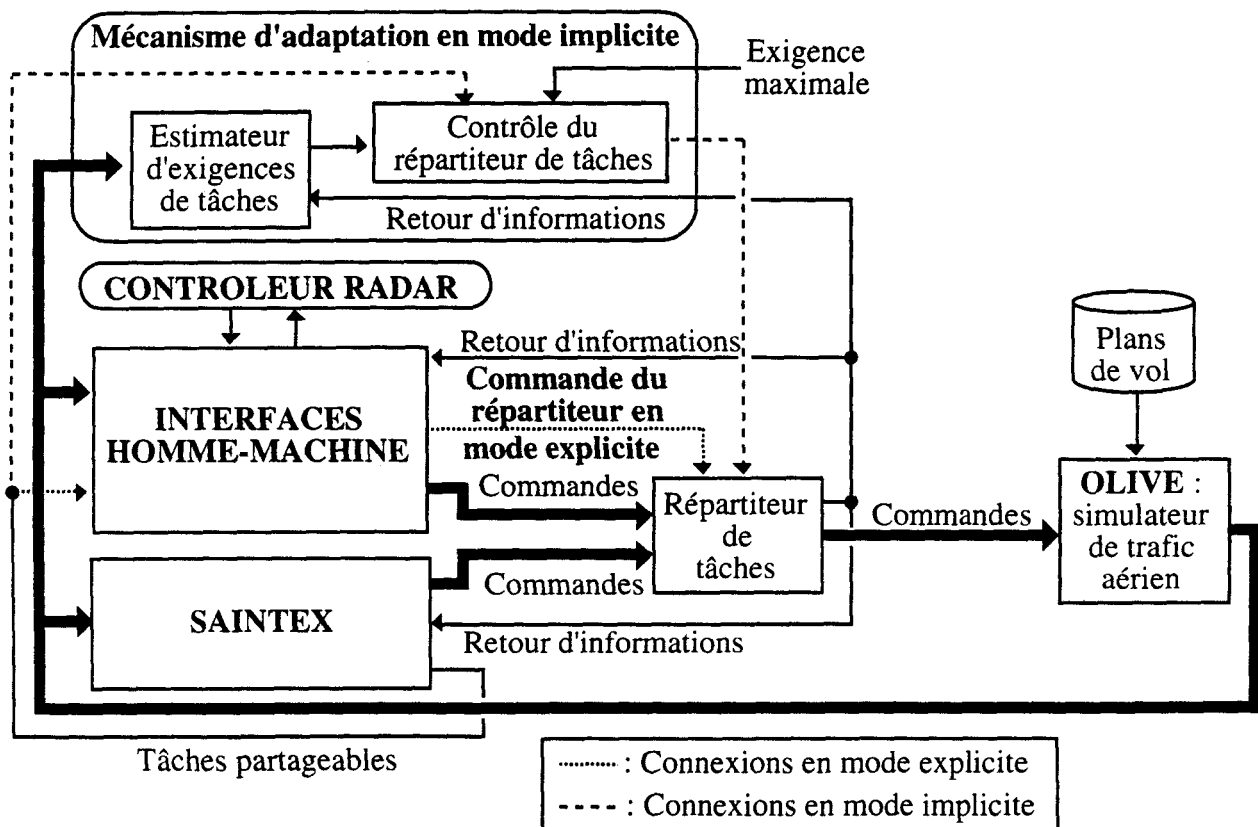 Mécanisme d'adaptation en mode implicite
Exigence
maximale
Estimateur
d'exigences
de tâches
Contrôle du
répartiteur de tâches
Retour d'informations
CONTROLEUR RADAR
Retour d'informations
Plans
de vol
INTERFACES
HOMME-MACHINE
Commande du
répartiteur en
mode explicite
Commandes
Répartiteur
de
tâches
Commandes
OLIVE :
simulateur
de trafic
aérien
Commandes
SAINTEX
Retour d'informations
Tâches partageables
: Connexions en mode explicite
: Connexions en mode implicite